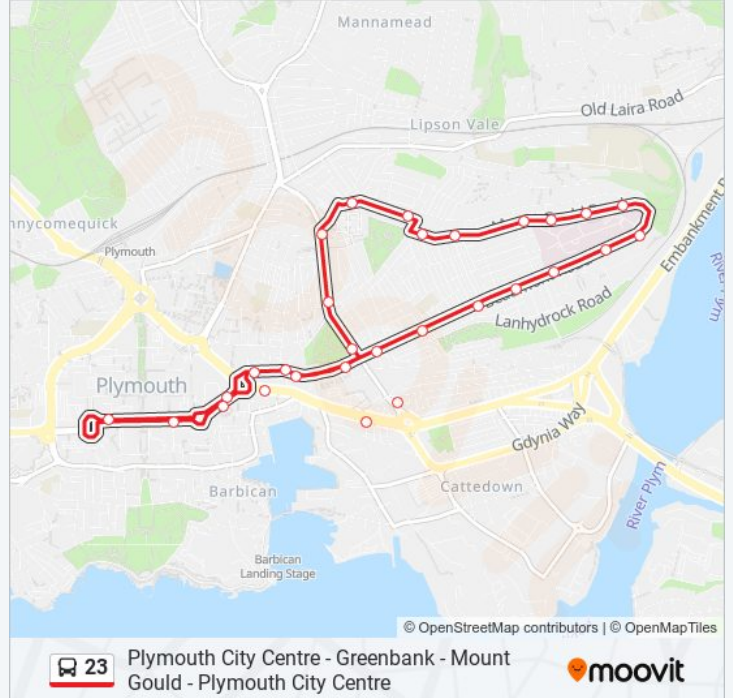 Mannamead
Old Laira Road
Lipson Vale
nnycomequick
Plymouth
Embankment
River Plym
Lanhydrock Road
Plymouth
Gdynia Way
Barbican
Cattedown
River Plym
Barbican
Landing Stage
© OpenStreetMap contributors | © OpenMapTiles
23
Plymouth City Centre - Greenbank - Mount
Gould - Plymouth City Centre
moovit